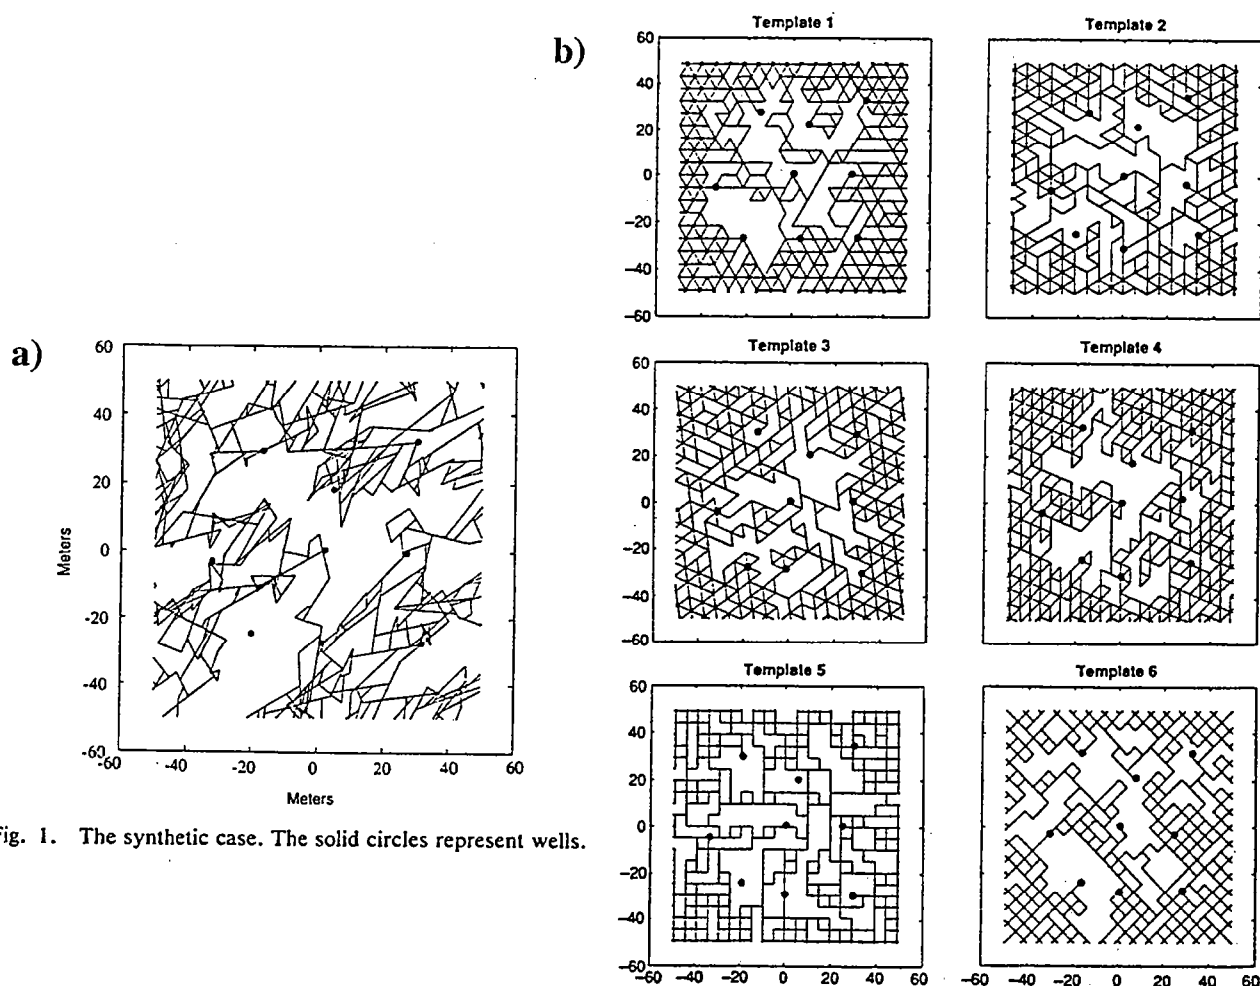 b)
Template 1
60
40
20
0
−20
−40
−60
Template 2
a)
60
40
20
0
-20
-40
-60
-60 -40 -20 0 20 40 60
Meters
Meters
Template 3
60
40
20
0
−20
−40
−60
Template 4
Template 5
60
40
20
0
−20
−40
−60
−60 −40 −20 0 20 40 60
Template 6
−60 −40 −20 0 20 40 60
ig. 1. The synthetic case. The solid circles represent wells.